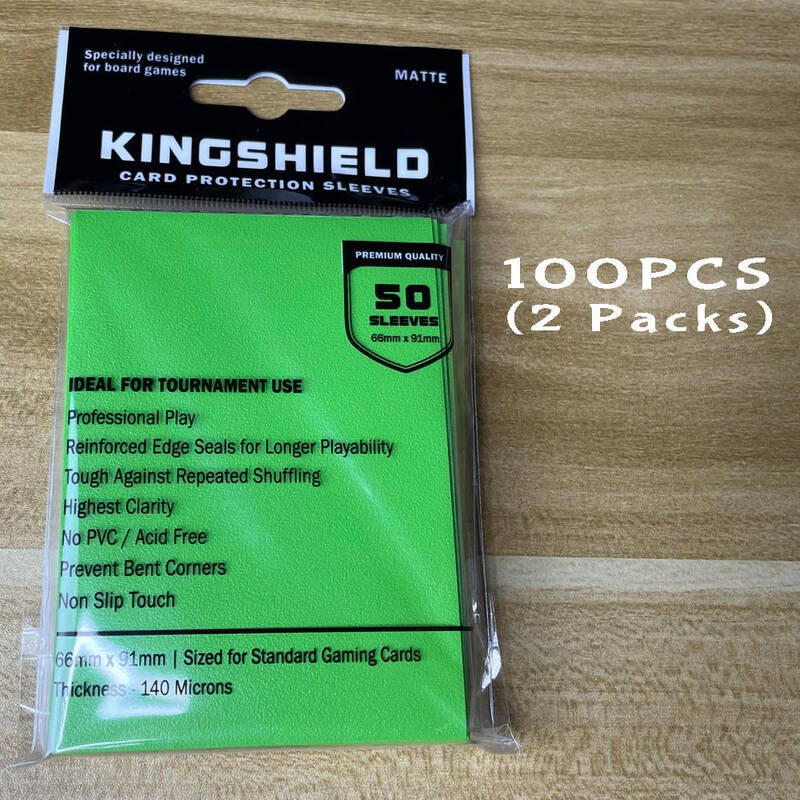 Specially designed
for board games
MATTE
KINGSHIELD
CARD PROTECTION SLEEVES
PREMIUM QUALITY
50
SLEEVES
66mm x 91mm
100PCS
(2 Packs)
IDEAL FOR TOURNAMENT USE
Professional Play
Reinforced Edge Seals for Longer Playability
Tough Against Repeated Shuffling
Highest Clarity
No PVC / Acid Free
Prevent Bent Corners
Non Slip Touch
66mm x 91mm | Sized for Standard Gaming Cards
Thickness - 140 Microns